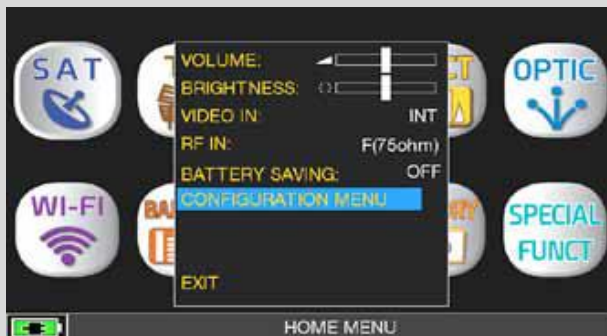 SAT
OPTIC
VOLUME:
BRIGHTNESS:
VIDEO IN: INT
RF IN: F(75ohm)
BATTERY SAVING: OFF
CONFIGURATION MENU
WI-FI
SPECIAL
FUNCT
EXIT
HOME MENU